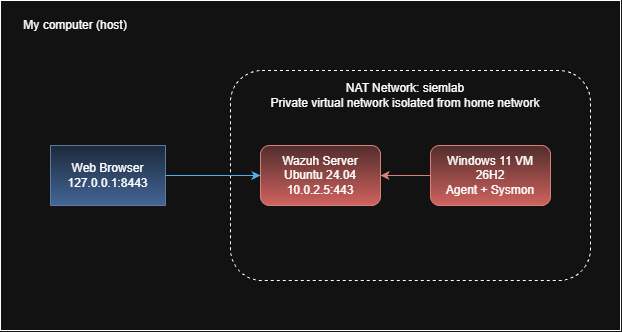 My computer (host)
NAT Network: siemlab
Private virtual network isolated from home network
Web Browser
127.0.0.1:8443
Wazuh Server
Ubuntu 24.04
10.0.2.5:443
Windows 11 VM
26H2
Agent + Sysmon